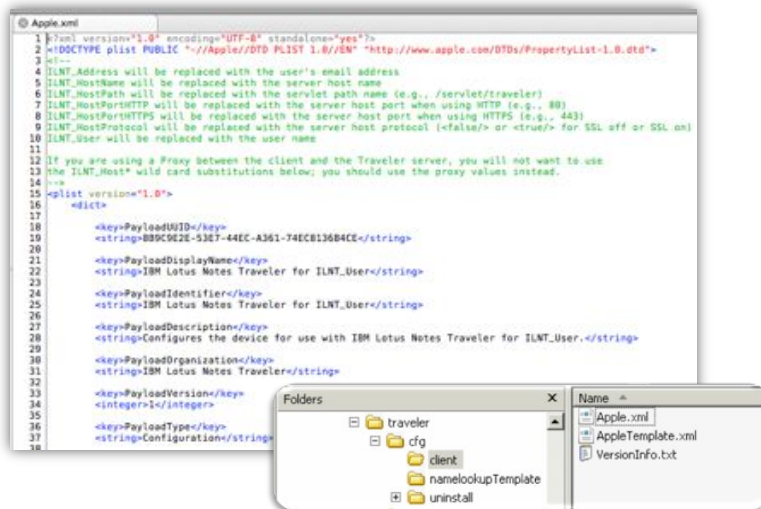 Apple.xml
1 <?xml version="1.0" encoding="UTF-8" standalone="yes"?>
2 <!DOCTYPE plist PUBLIC "-//Apple//DTD PLIST 1.0//EN" "http://www.apple.com/DTDs/PropertyList-1.0.dtd">
3 <!--
4 ILNT_Address will be replaced with the user's email address
5 ILNT_HostName will be replaced with the server host name
6 ILNT_HostPath will be replaced with the servlet path name (e.g., /servlet/traveler)
7 ILNT_HostPortHTTP will be replaced with the server host port when using HTTP (e.g., 80)
8 ILNT_HostPortHTTPS will be replaced with the server host port when using HTTPS (e.g., 443)
9 ILNT_HostProtocol will be replaced with the server host protocol (<false/> or <true/> for SSL off or SSL on)
10 ILNT_User will be replaced with the user name
11
12 If you are using a Proxy between the client and the Traveler server, you will not want to use
13 the ILNT_Host* wild card substitutions below; you should use the proxy values instead.
14 -->
15 <plist version="1.0">
16 <dict>
17
18 <key>PayloadUUID</key>
19 <string>BB9C9E2E-53E7-44EC-A361-74ECB136B4CE</string>
20
21 <key>PayloadDisplayName</key>
22 <string>IBM Lotus Notes Traveler for ILNT_User</string>
23
24 <key>PayloadIdentifier</key>
25 <string>IBM Lotus Notes Traveler for ILNT_User</string>
26
27 <key>PayloadDescription</key>
28 <string>Configures the device for use with IBM Lotus Notes Traveler for ILNT_User.</string>
29
30 <key>PayloadOrganization</key>
31 <string>IBM Lotus Notes Traveler</string>
32
33 <key>PayloadVersion</key>
34 <integer>1</integer>
35
36 <key>PayloadType</key>
37 <string>Configuration</string>
38
Folders
traveler
cfg
client
namelookupTemplate
uninstall
Name
Apple.xml
AppleTemplate.xml
VersionInfo.txt